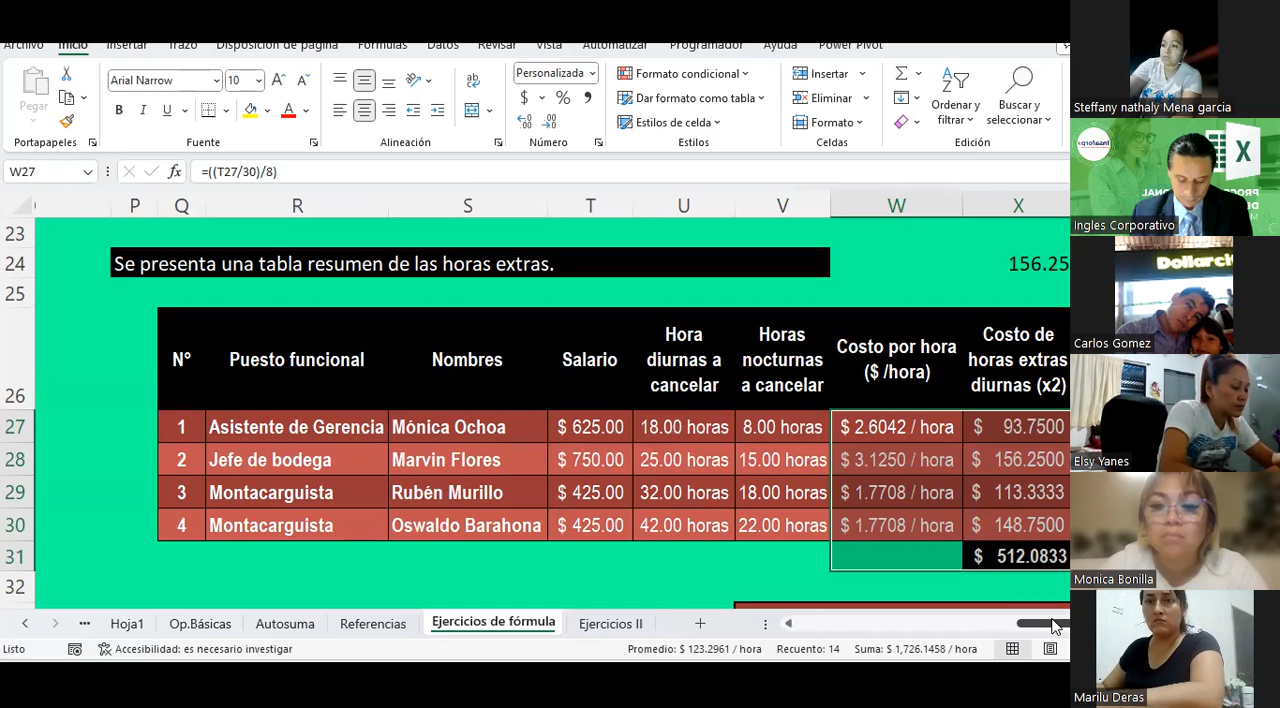 Archivo Inicio Insertar Trazo Disposición de página Fórmulas Datos Revisar Vista Automatizar Programador Ayuda Power Pivot
Pegar
Arial Narrow 10
N K S
Personalizada
$ % ,
Formato condicional
Dar formato como tabla
Estilos de celda
Insertar
Eliminar
Formato
Ordenar y filtrar
Buscar y seleccionar
Portapapeles Fuente Alineación Número Estilos Celdas Edición
W27 fx =((T27/30)/8)
P Q R S T U V W X
23
24 Se presenta una tabla resumen de las horas extras. 156.25
25
26 N° Puesto funcional Nombres Salario Hora diurnas a cancelar Horas nocturnas a cancelar Costo por hora ($ /hora) Costo de horas extras diurnas (x2)
27 1 Asistente de Gerencia Mónica Ochoa $ 625.00 18.00 horas 8.00 horas $ 2.6042 / hora $ 93.7500
28 2 Jefe de bodega Marvin Flores $ 750.00 25.00 horas 15.00 horas $ 3.1250 / hora $ 156.2500
29 3 Montacarguista Rubén Murillo $ 425.00 32.00 horas 18.00 horas $ 1.7708 / hora $ 113.3333
30 4 Montacarguista Oswaldo Barahona $ 425.00 42.00 horas 22.00 horas $ 1.7708 / hora $ 148.7500
31 $ 512.0833
32
Hoja1 Op.Básicas Autosuma Referencias Ejercicios de fórmula Ejercicios II
Listo Accesibilidad: es necesario investigar Promedio: $ 123.2961 / hora Recuento: 14 Suma: $ 1,726.1458 / hora
Steffany nathaly Mena garcia
X
Ingles Corporativo
Dollarcit
Carlos Gomez
Elsy Yanes
Monica Bonilla
Marilu Deras